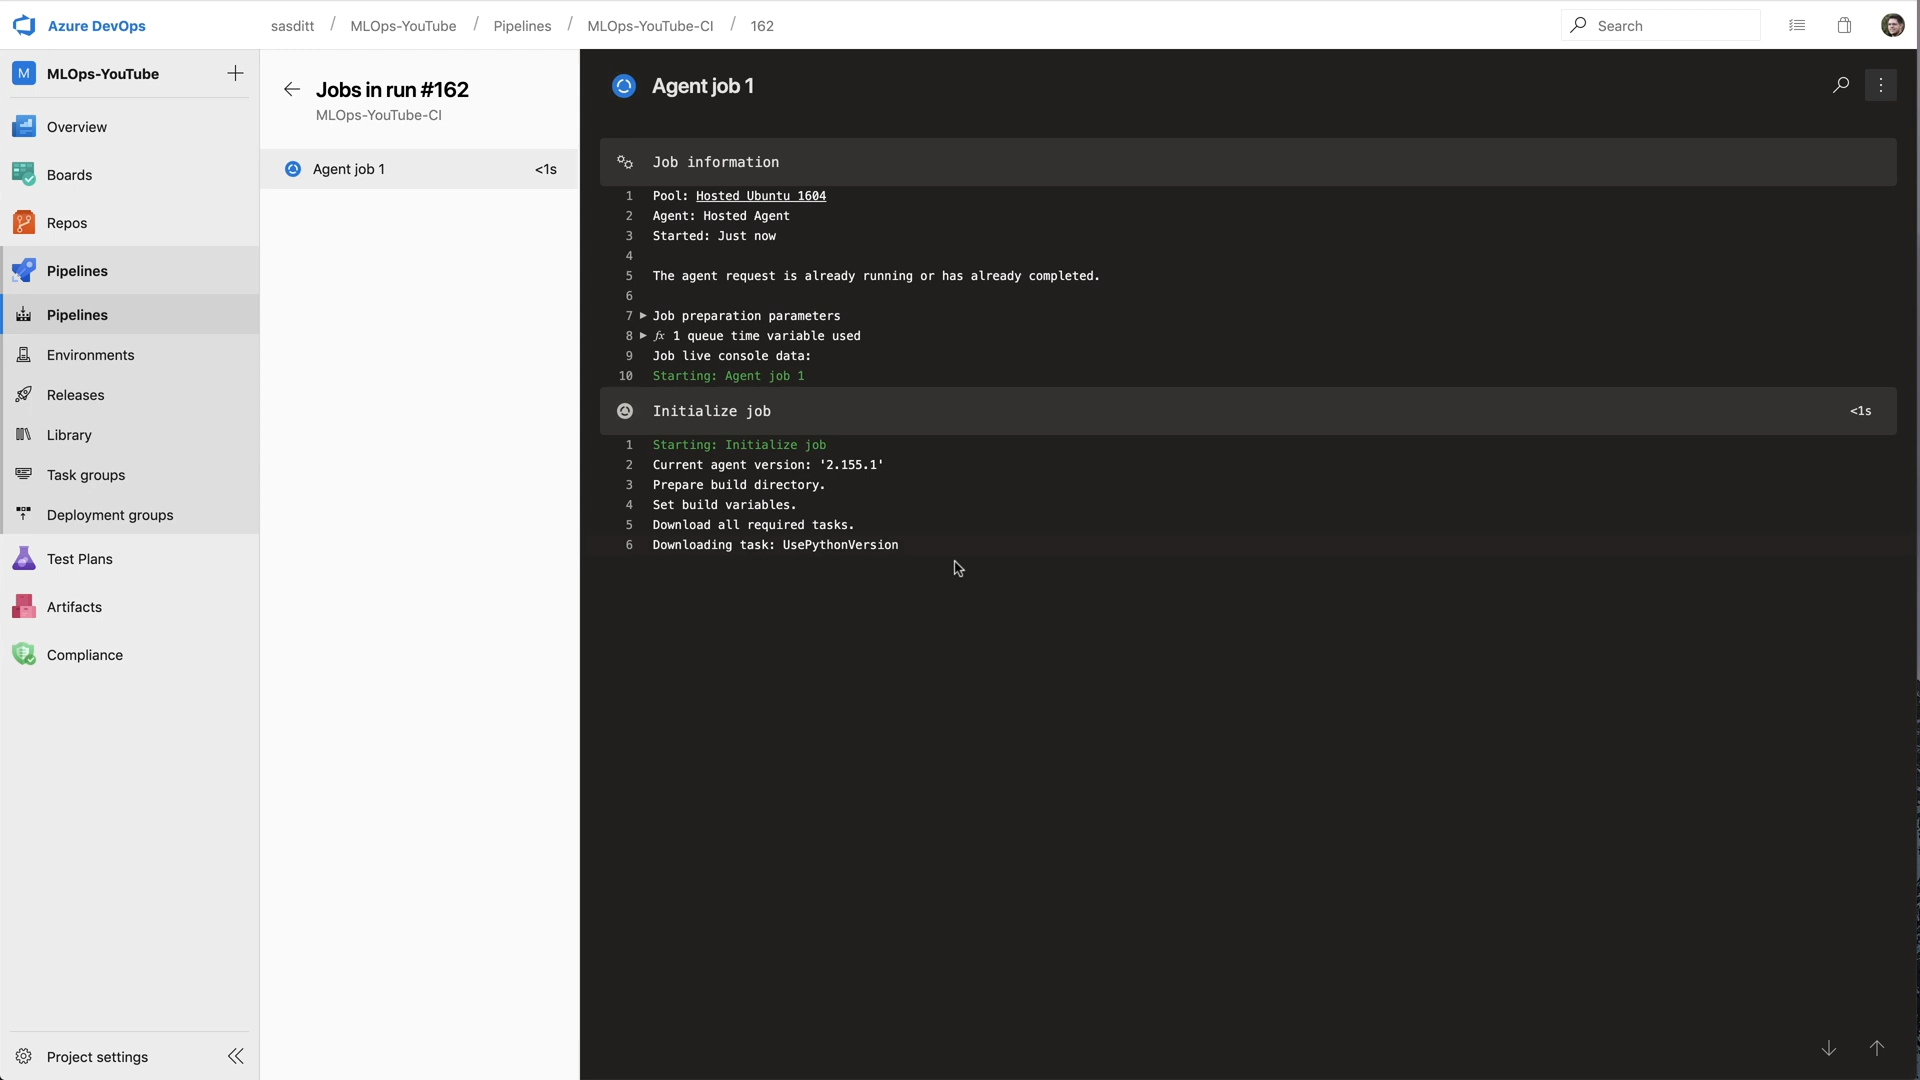 Azure DevOps
sasditt / MLOps-YouTube / Pipelines / MLOps-YouTube-CI / 162
Search
M MLOps-YouTube
Overview
Boards
Repos
Pipelines
Pipelines
Environments
Releases
Library
Task groups
Deployment groups
Test Plans
Artifacts
Compliance
Project settings
Jobs in run #162
MLOps-YouTube-CI
Agent job 1 <1s
Agent job 1
Job information
1 Pool: Hosted Ubuntu 1604
2 Agent: Hosted Agent
3 Started: Just now
4
5 The agent request is already running or has already completed.
6
7 Job preparation parameters
8 fx 1 queue time variable used
9 Job live console data:
10 Starting: Agent job 1
Initialize job <1s
1 Starting: Initialize job
2 Current agent version: '2.155.1'
3 Prepare build directory.
4 Set build variables.
5 Download all required tasks.
6 Downloading task: UsePythonVersion